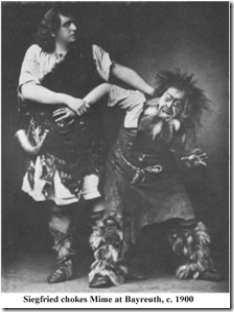 Siegfried chokes Mime at Bayreuth, c. 1900